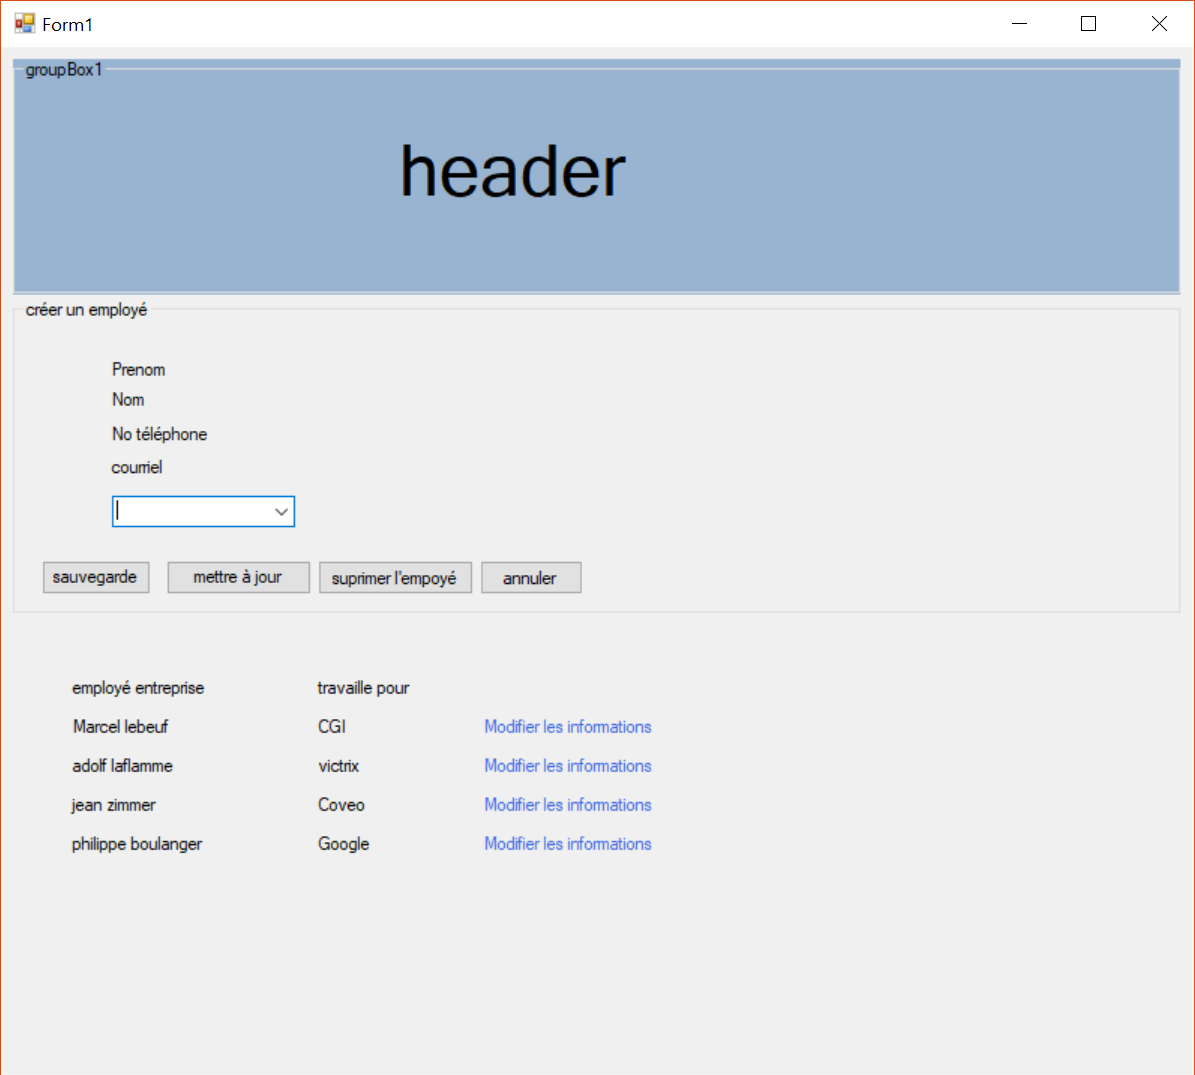 Form1
groupBox1
header
créer un employé
Prenom
Nom
No téléphone
courriel
sauvegarde mettre à jour suprimer l'empoyé annuler
employé entreprise travaille pour
Marcel lebeuf CGI Modifier les informations
adolf laflamme victrix Modifier les informations
jean zimmer Coveo Modifier les informations
philippe boulanger Google Modifier les informations